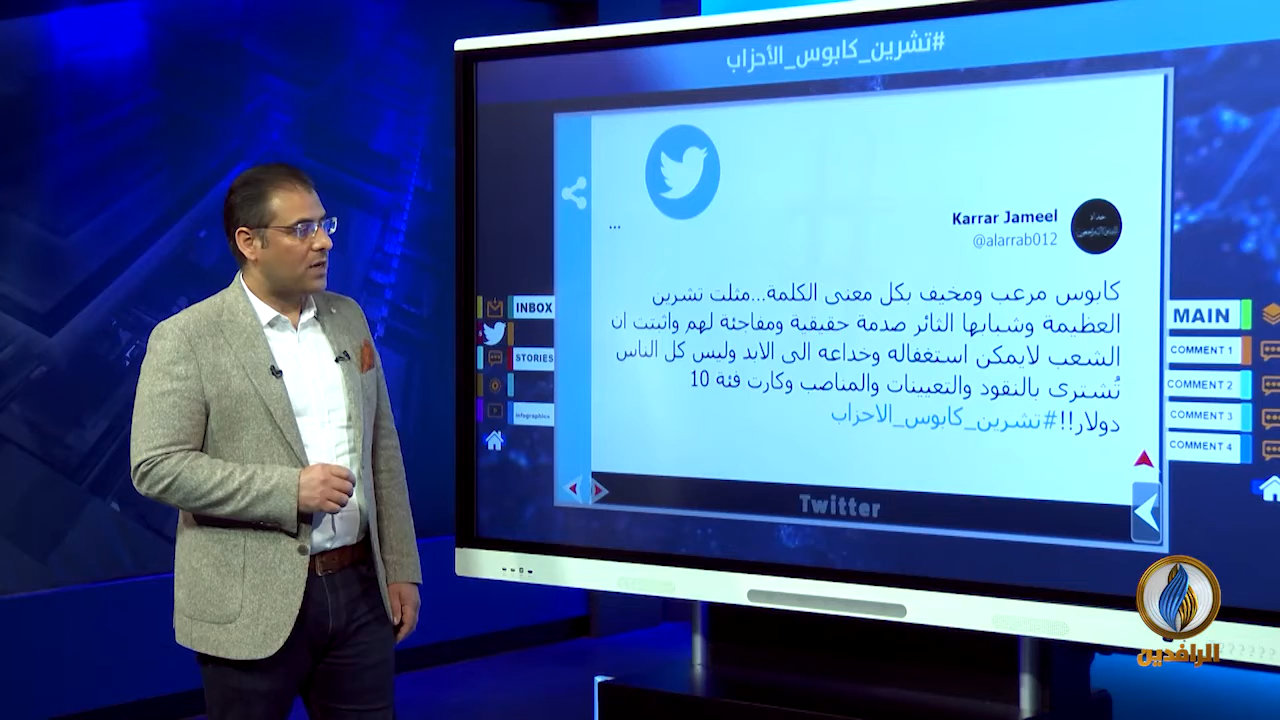 #تشرين_كابوس_الأحزاب
Karrar Jameel
@alarrab012
...
كابوس مرعب ومخيف بكل معنى الكلمة...مثلت تشرين
العظيمة وشبابها الثائر صدمة حقيقية ومفاجئة لهم واثبتت ان
الشعب لايمكن استغفاله وخداعه الى الابد وليس كل الناس
تُشترى بالنقود والتعيينات والمناصب وكارت فئة 10
دولار!!#تشرين_كابوس_الاحزاب
Twitter
INBOX
STORIES
infographics
MAIN
COMMENT 1
COMMENT 2
COMMENT 3
COMMENT 4
الرافدين